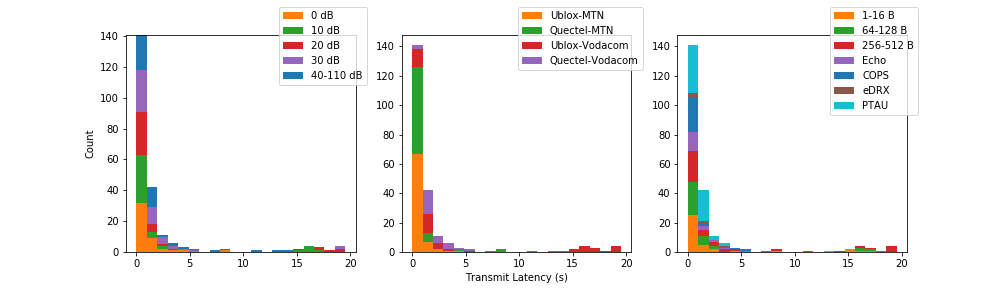 0 dB
10 dB
20 dB
30 dB
40-110 dB
Count
0
20
40
60
80
100
120
140
0
5
10
15
20
Ublox-MTN
Quectel-MTN
Ublox-Vodacom
Quectel-Vodacom
0
20
40
60
80
100
120
140
0
5
10
15
20
Transmit Latency (s)
1-16 B
64-128 B
256-512 B
Echo
COPS
eDRX
PTAU
0
20
40
60
80
100
120
140
0
5
10
15
20